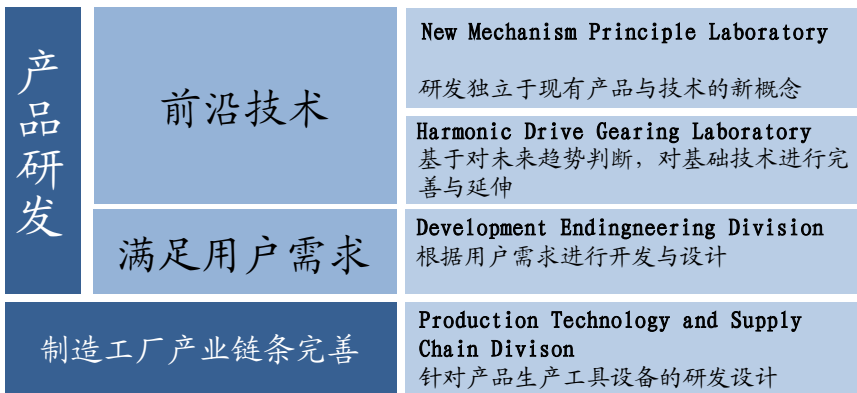 产品研发
前沿技术
New Mechanism Principle Laboratory
研发独立于现有产品与技术的新概念
Harmonic Drive Gearing Laboratory
基于对未来趋势判断，对基础技术进行完
善与延伸
满足用户需求
Development Endingneering Division
根据用户需求进行开发与设计
制造工厂产业链条完善
Production Technology and Supply
Chain Divison
针对产品生产工具设备的研发设计